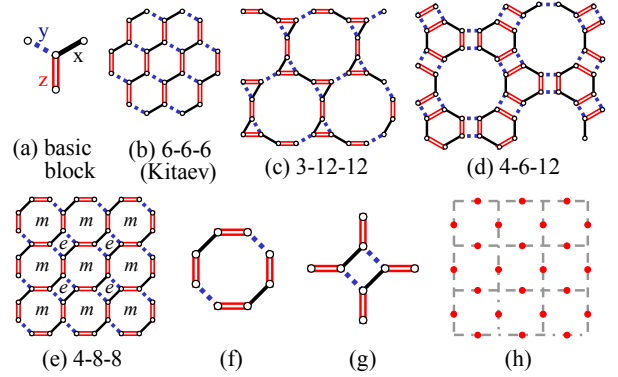 y
x
z
(a) basic
block
(b) 6-6-6
(Kitaev)
(c) 3-12-12
(d) 4-6-12
m m m
e e
m m m
e e
m m m
(e) 4-8-8
(f)
(g)
(h)